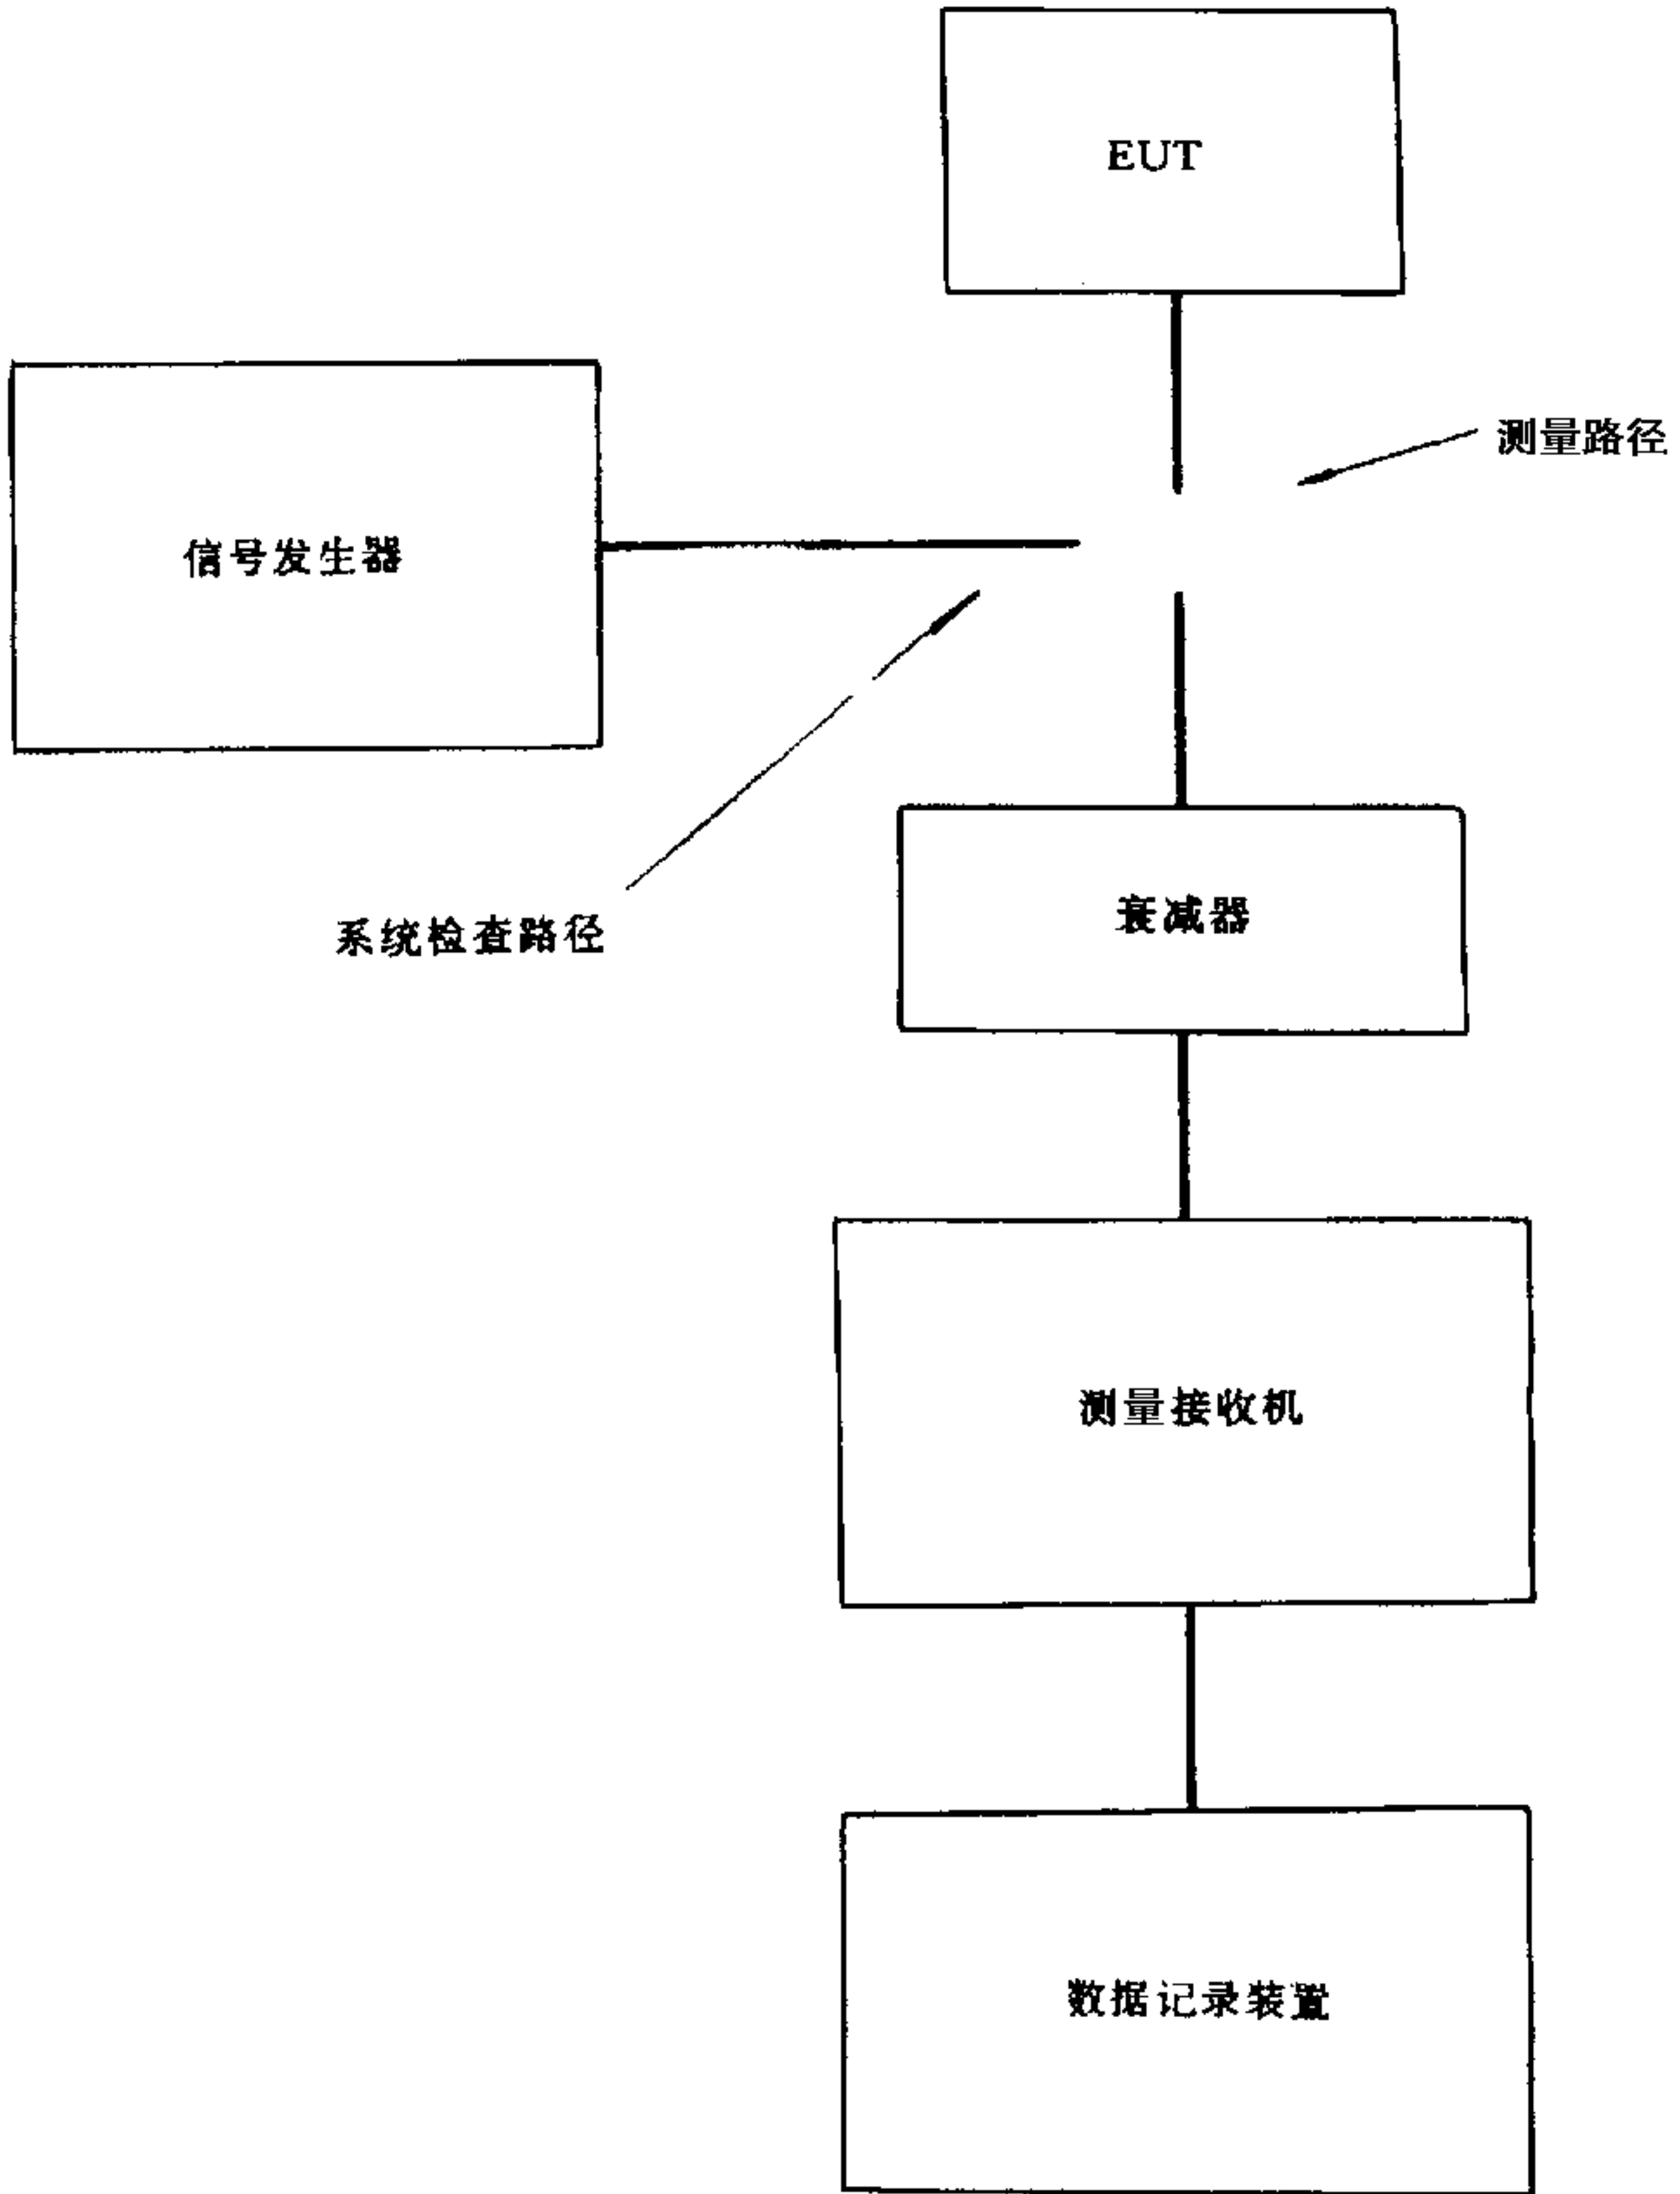 EUT
测量路径
信号发生器
系统检查路径
衰减器
测量接收机
数据记录装置